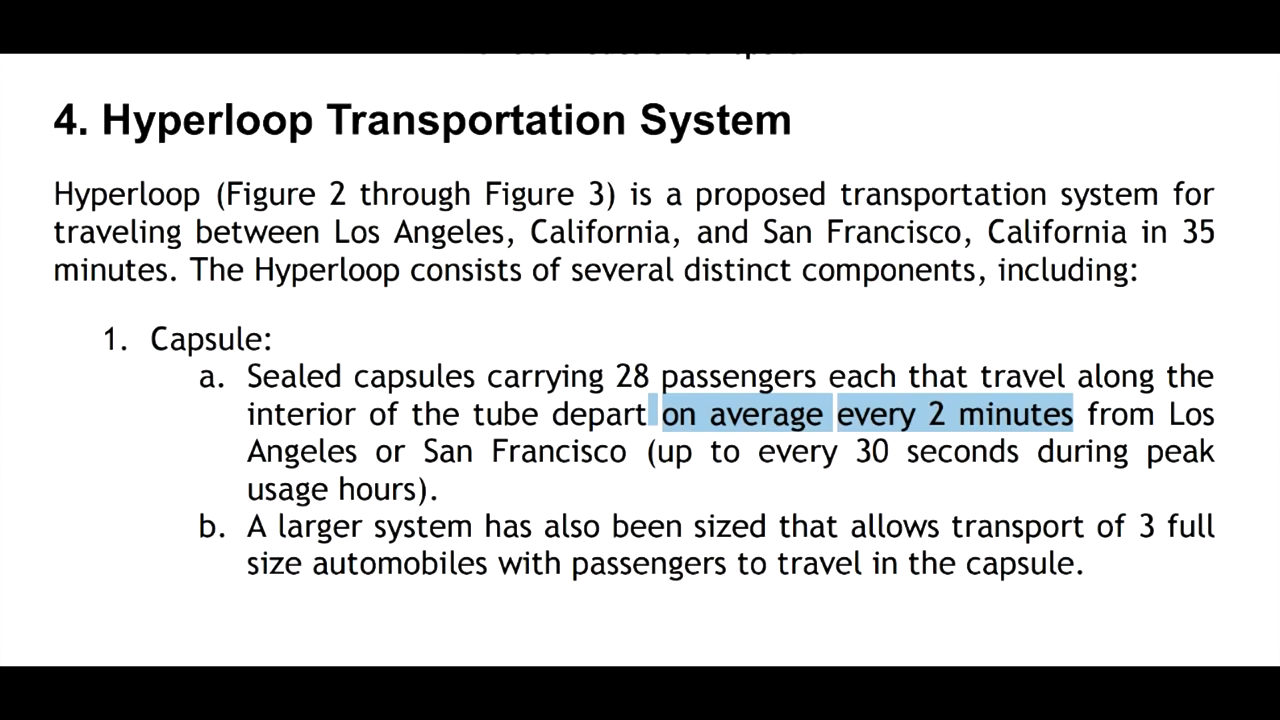 4. Hyperloop Transportation System
Hyperloop (Figure 2 through Figure 3) is a proposed transportation system for
traveling between Los Angeles, California, and San Francisco, California in 35
minutes. The Hyperloop consists of several distinct components, including:
1. Capsule:
a. Sealed capsules carrying 28 passengers each that travel along the
interior of the tube depart on average every 2 minutes from Los
Angeles or San Francisco (up to every 30 seconds during peak
usage hours).
b. A larger system has also been sized that allows transport of 3 full
size automobiles with passengers to travel in the capsule.